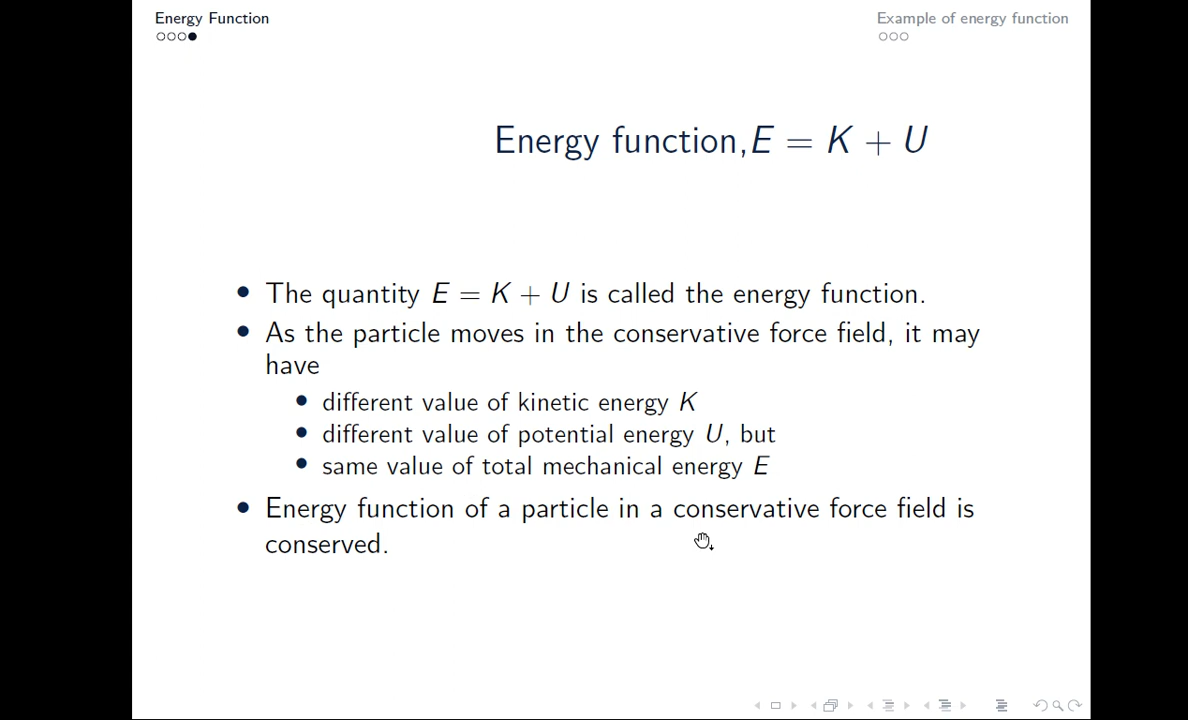 Energy Function
Example of energy function
Energy function,E = K + U
• The quantity E = K + U is called the energy function.
• As the particle moves in the conservative force field, it may
have
• different value of kinetic energy K
• different value of potential energy U, but
• same value of total mechanical energy E
• Energy function of a particle in a conservative force field is
conserved.